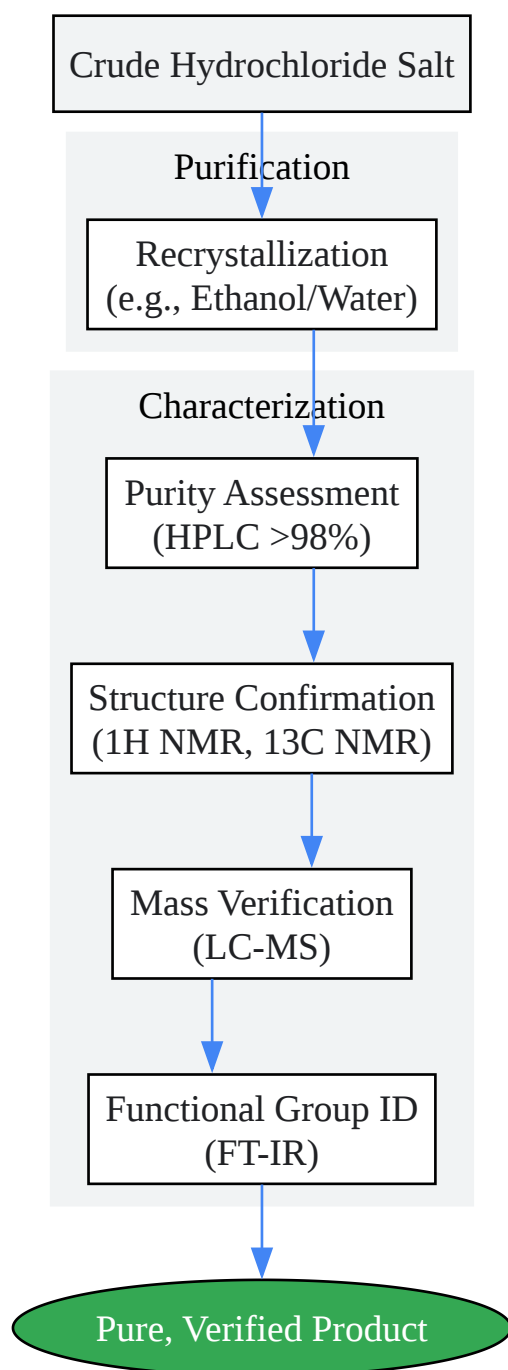 Crude Hydrochloride Salt
Purification
Recrystallization
(e.g., Ethanol/Water)
Characterization
Purity Assessment
(HPLC >98%)
Structure Confirmation
(1H NMR, 13C NMR)
Mass Verification
(LC-MS)
Functional Group ID
(FT-IR)
Pure, Verified Product